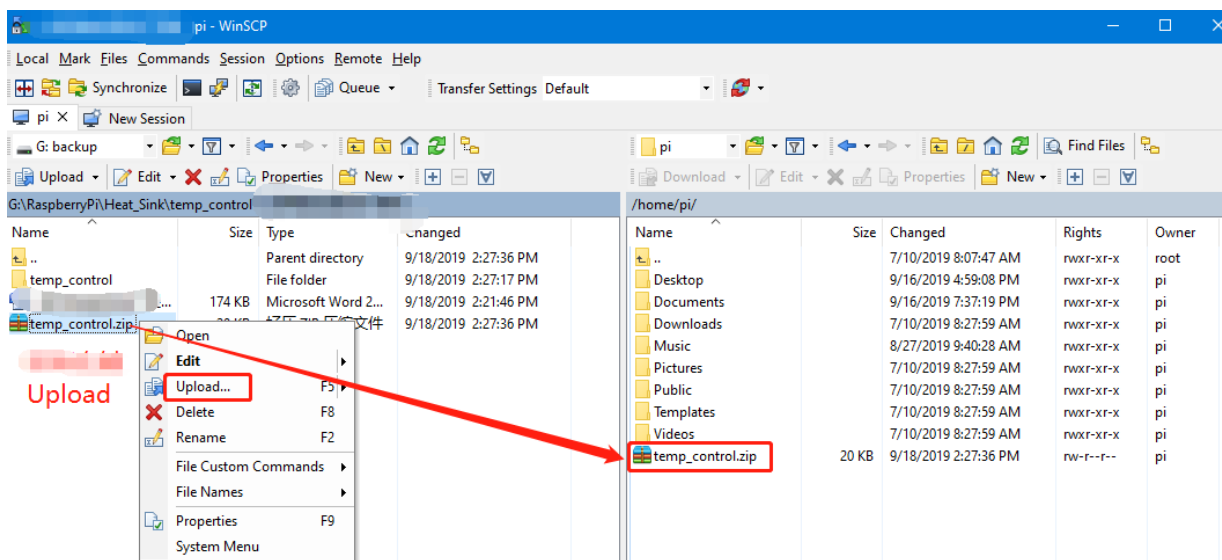 pi - WinSCP
Local Mark Files Commands Session Options Remote Help
Synchronize Queue Transfer Settings Default
pi × New Session
G: backup
Upload Edit Properties New
G:\RaspberryPi\Heat_Sink\temp_control
Name Size Type Changed
.. Parent directory 9/18/2019 2:27:36 PM
temp_control File folder 9/18/2019 2:27:17 PM
174 KB Microsoft Word 2... 9/18/2019 2:21:46 PM
temp_control.zip ZIP 压缩文件 9/18/2019 2:27:36 PM
Upload
Open
Edit
Upload... F5
Delete F8
Rename F2
File Custom Commands
File Names
Properties F9
System Menu
pi Find Files
Download Edit Properties New
/home/pi/
Name Size Changed Rights Owner
.. 7/10/2019 8:07:47 AM rwxr-xr-x root
Desktop 9/16/2019 4:59:08 PM rwxr-xr-x pi
Documents 9/16/2019 7:37:19 PM rwxr-xr-x pi
Downloads 7/10/2019 8:27:59 AM rwxr-xr-x pi
Music 8/27/2019 9:40:28 AM rwxr-xr-x pi
Pictures 7/10/2019 8:27:59 AM rwxr-xr-x pi
Public 7/10/2019 8:27:59 AM rwxr-xr-x pi
Templates 7/10/2019 8:27:59 AM rwxr-xr-x pi
Videos 7/10/2019 8:27:59 AM rwxr-xr-x pi
temp_control.zip 20 KB 9/18/2019 2:27:36 PM rw-r--r-- pi